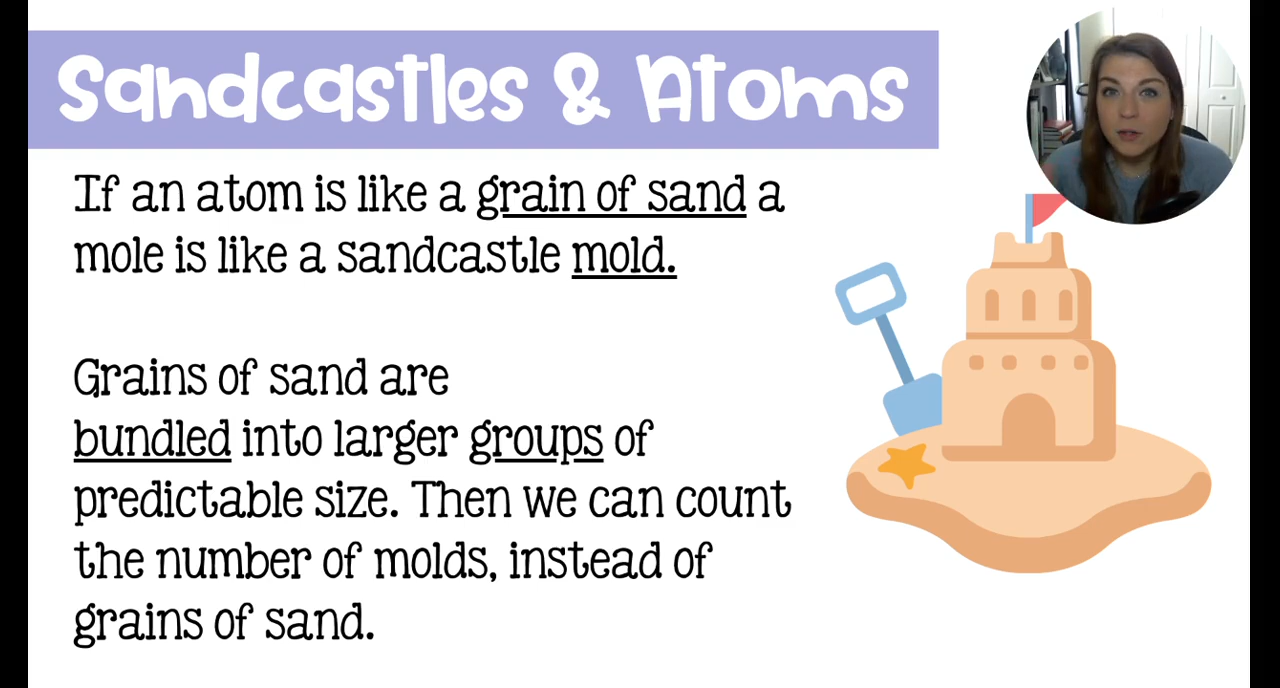 Sandcastles & Atoms
If an atom is like a grain of sand a
mole is like a sandcastle mold.
Grains of sand are
bundled into larger groups of
predictable size. Then we can count
the number of molds, instead of
grains of sand.